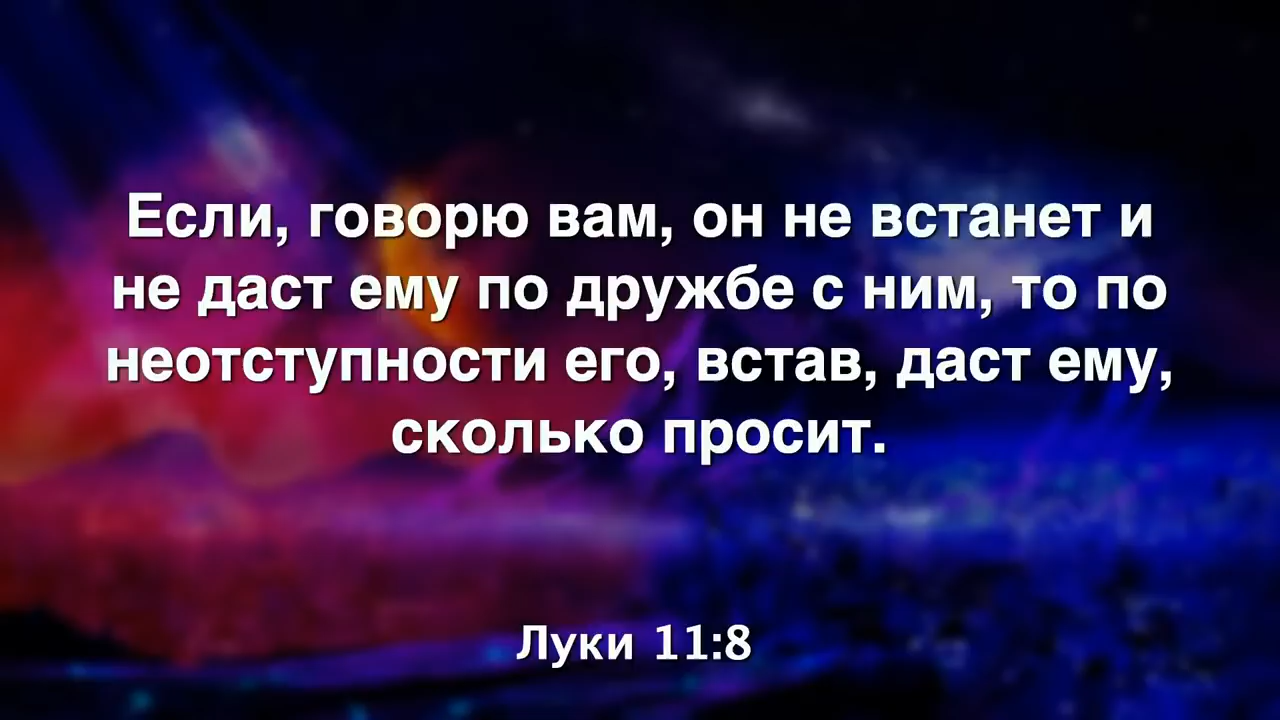 Если, говорю вам, он не встанет и
не даст ему по дружбе с ним, то по
неотступности его, встав, даст ему,
сколько просит.
Луки 11:8